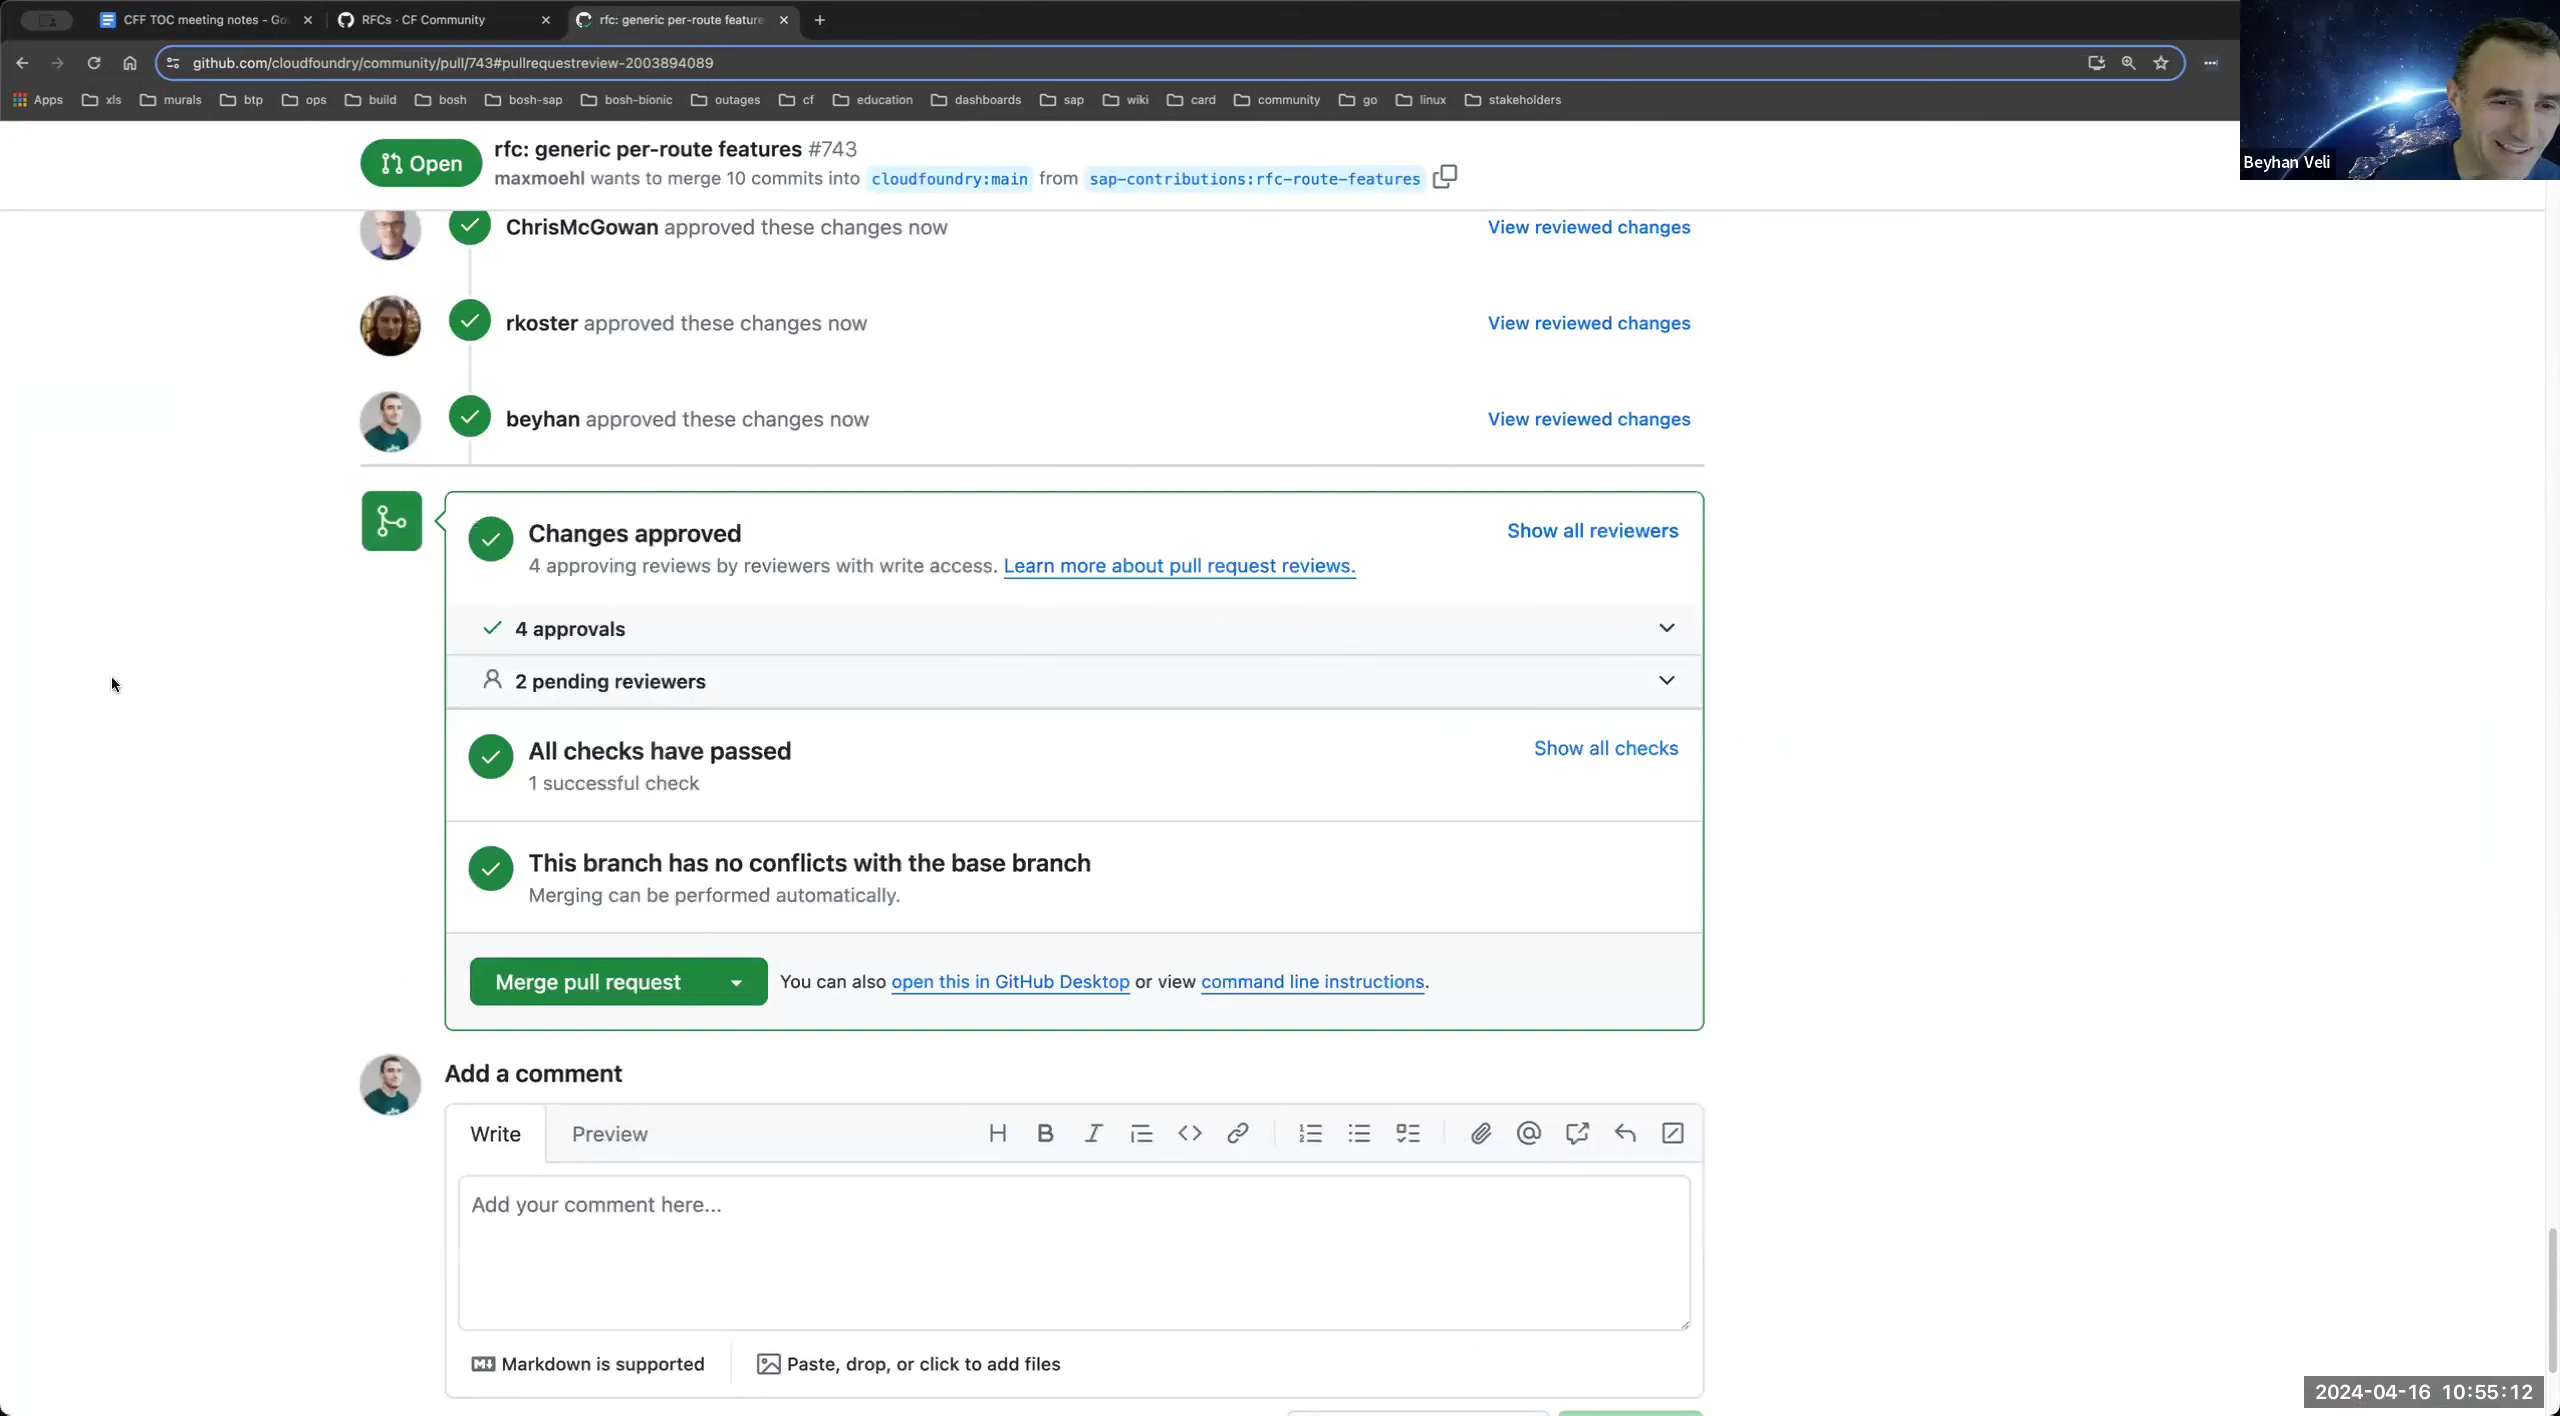 CFF TOC meeting notes - Go
RFCs · CF Community
rfc: generic per-route feature
github.com/cloudfoundry/community/pull/743#pullrequestreview-2003894089
Apps xls murals btp ops build bosh bosh-sap bosh-bionic outages cf education dashboards sap wiki card community go linux stakeholders
Beyhan Veli
Open
rfc: generic per-route features #743
maxmoehl wants to merge 10 commits into cloudfoundry:main from sap-contributions:rfc-route-features
ChrisMcGowan approved these changes now
View reviewed changes
rkoster approved these changes now
View reviewed changes
beyhan approved these changes now
View reviewed changes
Changes approved
Show all reviewers
4 approving reviews by reviewers with write access. Learn more about pull request reviews.
4 approvals
2 pending reviewers
All checks have passed
Show all checks
1 successful check
This branch has no conflicts with the base branch
Merging can be performed automatically.
Merge pull request
You can also open this in GitHub Desktop or view command line instructions.
Add a comment
Write
Preview
Add your comment here...
Markdown is supported
Paste, drop, or click to add files
2024-04-16 10:55:12